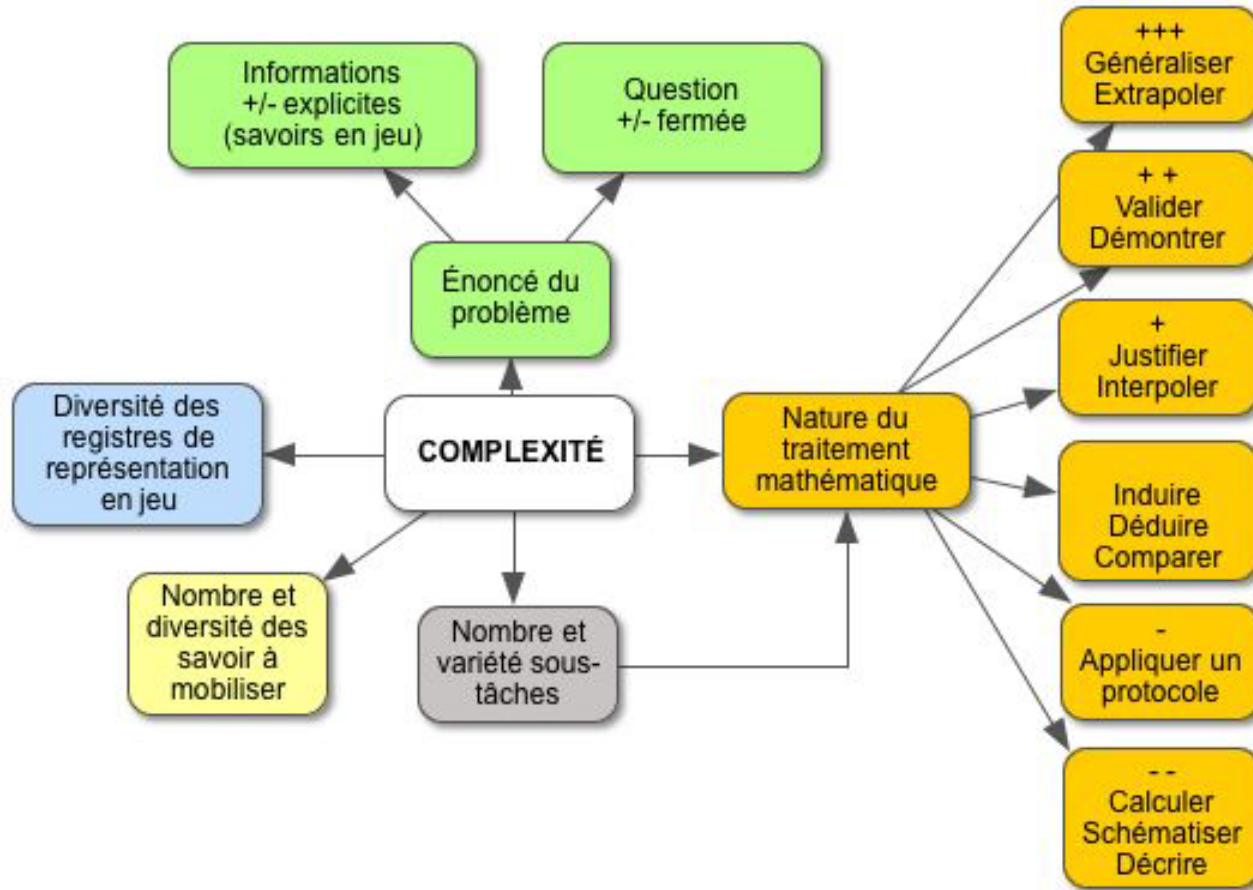 Informations
+/- explicites
(savoirs en jeu)
Question
+/- fermée
Énoncé du
problème
COMPLEXITÉ
Diversité des
registres de
représentation
en jeu
Nombre et
diversité des
savoir à
mobiliser
Nombre et
variété sous-
tâches
Nature du
traitement
mathématique
+++
Généraliser
Extrapoler
+ +
Valider
Démontrer
+
Justifier
Interpoler
Induire
Déduire
Comparer
-
Appliquer un
protocole
- -
Calculer
Schématiser
Décrire